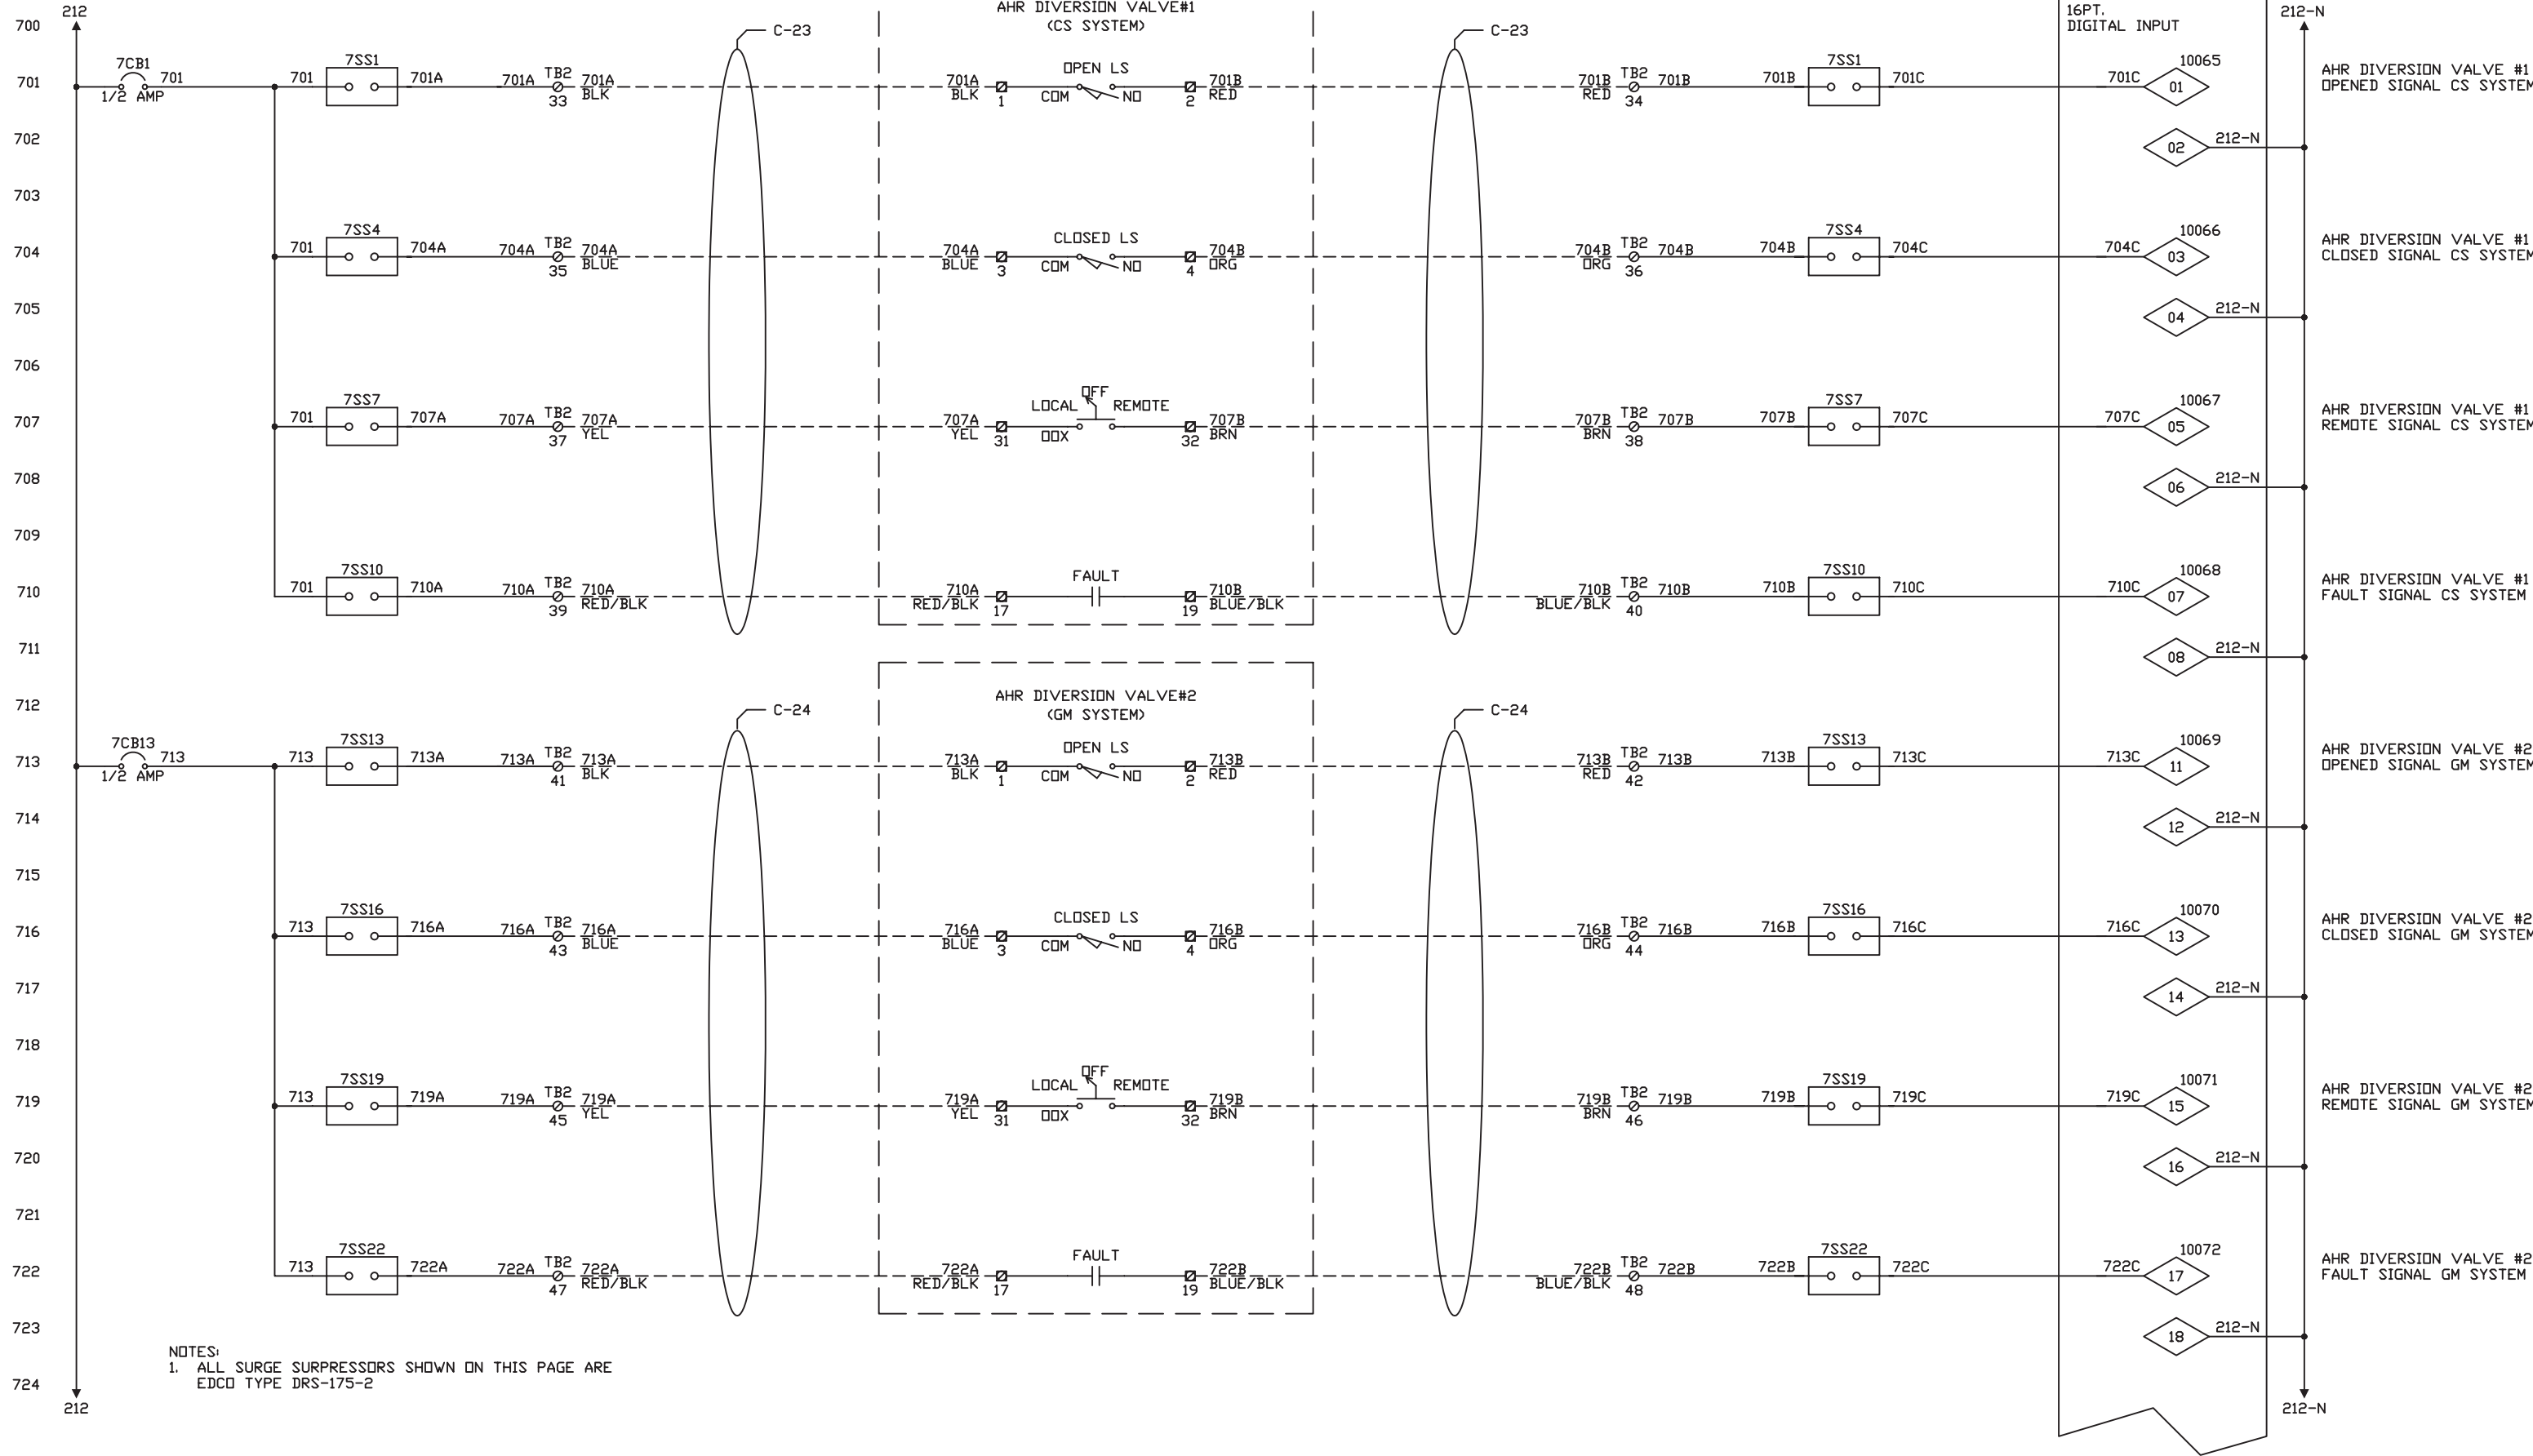 212
AHR DIVERSION VALVE#1
(CS SYSTEM)
16PT.
DIGITAL INPUT
212-N
700
C-23
C-23
7CB1
701
1/2 AMP
701
701
7SS1
701A
701A
TB2
33
701A
BLK
701A
BLK
1
OPEN LS
COM
NO
2
701B
RED
701B
RED
TB2
34
701B
701B
7SS1
701C
701C
10065
01
AHR DIVERSION VALVE #1
OPENED SIGNAL CS SYSTEM
702
02
212-N
703
704
701
7SS4
704A
704A
TB2
35
704A
BLUE
704A
BLUE
3
CLOSED LS
COM
NO
4
704B
ORG
704B
ORG
TB2
36
704B
704B
7SS4
704C
704C
10066
03
AHR DIVERSION VALVE #1
CLOSED SIGNAL CS SYSTEM
705
04
212-N
706
707
701
7SS7
707A
707A
TB2
37
707A
YEL
707A
YEL
31
OFF
LOCAL
REMOTE
OOX
32
707B
BRN
707B
BRN
TB2
38
707B
707B
7SS7
707C
707C
10067
05
AHR DIVERSION VALVE #1
REMOTE SIGNAL CS SYSTEM
708
06
212-N
709
710
701
7SS10
710A
710A
TB2
39
710A
RED/BLK
710A
RED/BLK
17
FAULT
19
710B
BLUE/BLK
710B
BLUE/BLK
TB2
40
710B
710B
7SS10
710C
710C
10068
07
AHR DIVERSION VALVE #1
FAULT SIGNAL CS SYSTEM
711
08
212-N
712
AHR DIVERSION VALVE#2
(GM SYSTEM)
C-24
C-24
7CB13
713
1/2 AMP
713
713
7SS13
713A
713A
TB2
41
713A
BLK
713A
BLK
1
OPEN LS
COM
NO
2
713B
RED
713B
RED
TB2
42
713B
713B
7SS13
713C
713C
10069
11
AHR DIVERSION VALVE #2
OPENED SIGNAL GM SYSTEM
714
12
212-N
715
716
713
7SS16
716A
716A
TB2
43
716A
BLUE
716A
BLUE
3
CLOSED LS
COM
NO
4
716B
ORG
716B
ORG
TB2
44
716B
716B
7SS16
716C
716C
10070
13
AHR DIVERSION VALVE #2
CLOSED SIGNAL GM SYSTEM
717
14
212-N
718
719
713
7SS19
719A
719A
TB2
45
719A
YEL
719A
YEL
31
OFF
LOCAL
REMOTE
OOX
32
719B
BRN
719B
BRN
TB2
46
719B
719B
7SS19
719C
719C
10071
15
AHR DIVERSION VALVE #2
REMOTE SIGNAL GM SYSTEM
720
16
212-N
721
722
713
7SS22
722A
722A
TB2
47
722A
RED/BLK
722A
RED/BLK
17
FAULT
19
722B
BLUE/BLK
722B
BLUE/BLK
TB2
48
722B
722B
7SS22
722C
722C
10072
17
AHR DIVERSION VALVE #2
FAULT SIGNAL GM SYSTEM
723
18
212-N
NOTES:
1. ALL SURGE SURPRESSORS SHOWN ON THIS PAGE ARE
EDCO TYPE DRS-175-2
724
212
212-N